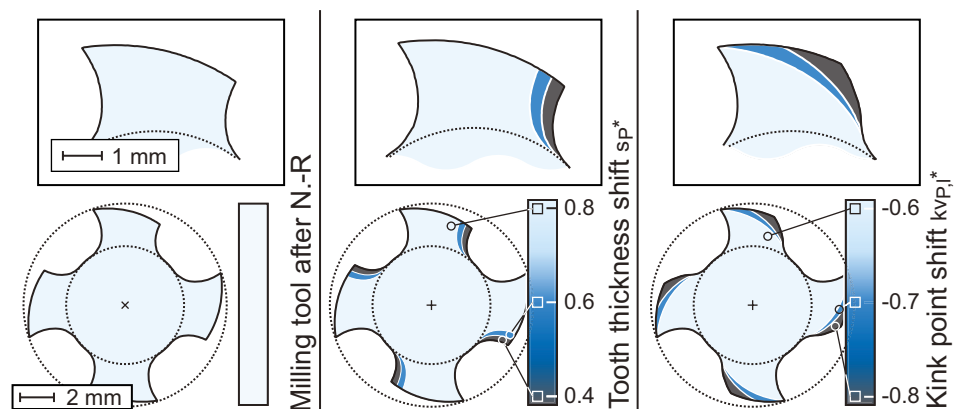 1 mm
2 mm
Milling tool after N.-R
0.8
0.6
0.4
Tooth thickness shift sP*
-0.6
-0.7
-0.8
Kink point shift kvP,l*